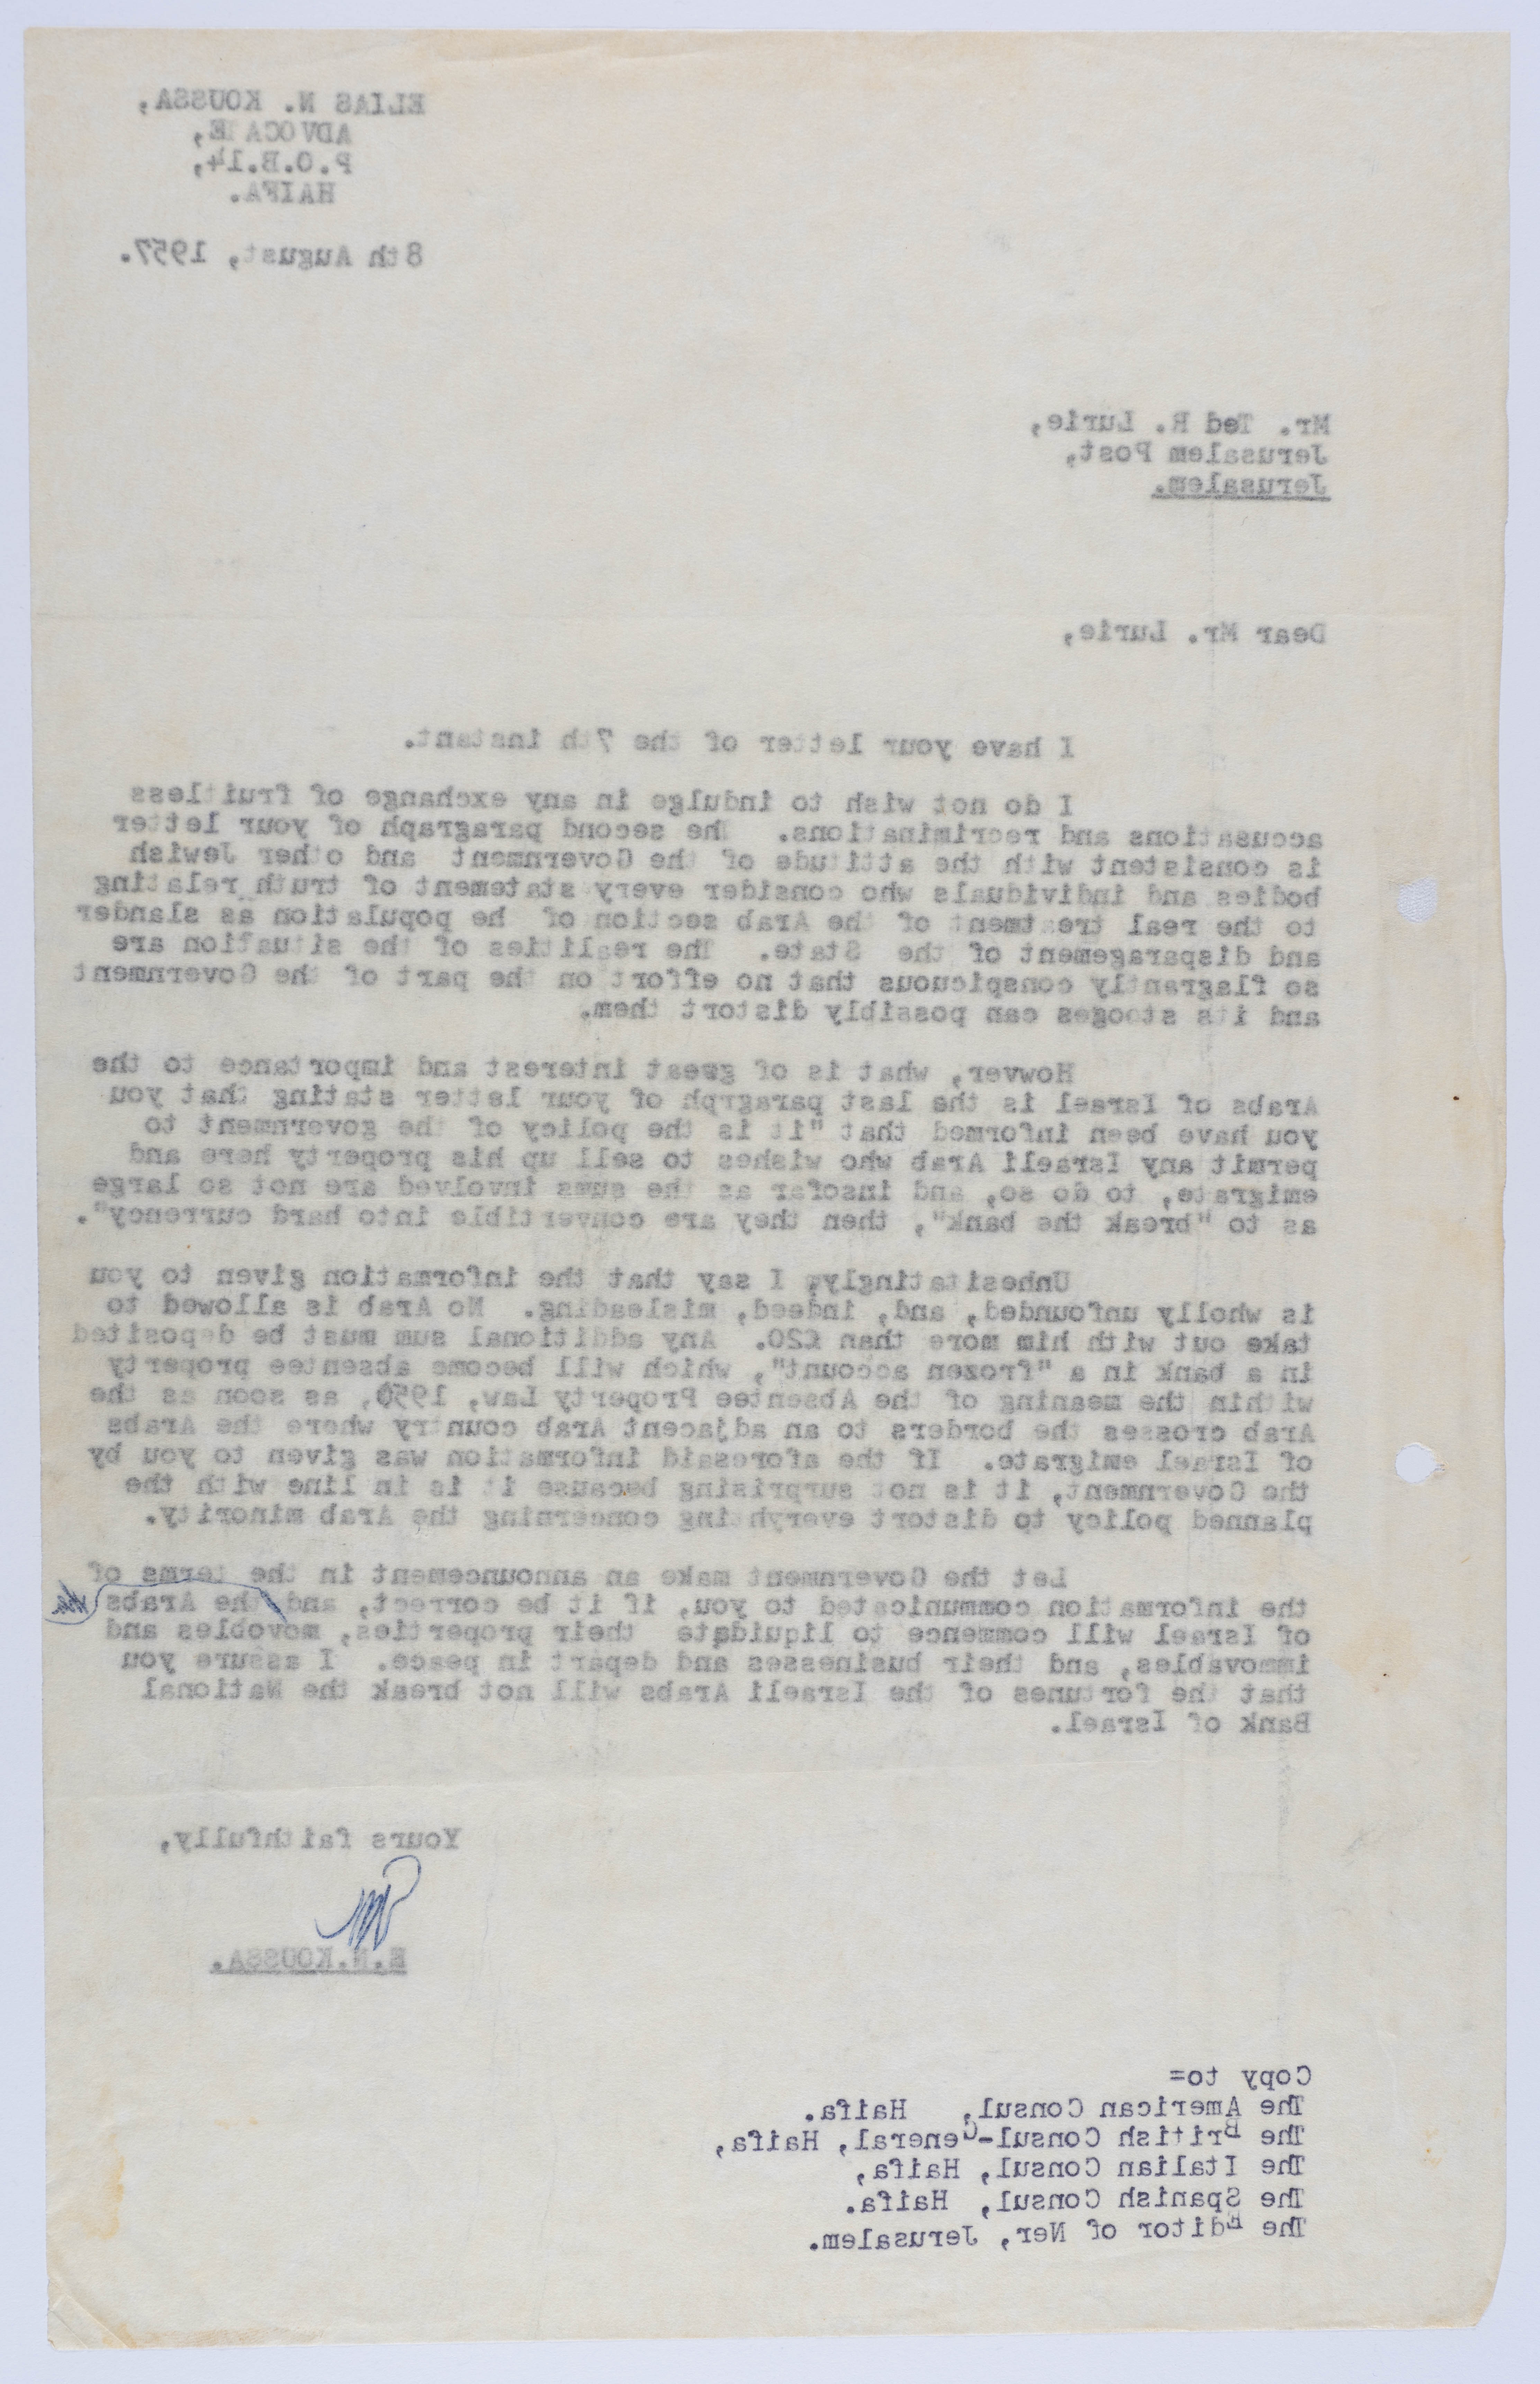 ELIAS N. KOUSSA,
ADVOCATE,
P.O.B.14,
HAIFA.
8th August, 1957.
Mr. Ted R. Lurie,
Jerusalem Post,
Jerusalem.
Dear Mr. Lurie,
I have your letter of the 7th instant.
I do not wish to indulge in any exchange of fruitless
accusations and recriminations. The second paragraph of your letter
is consistent with the attitude of the Government and other Jewish
bodies and individuals who consider every statement of truth relating
to the real treatment of the Arab section of he population as slander
and disparagement of the State. The realities of the situation are
so flagrantly conspicuous that no effort on the part of the Government
and its stooges can possibly distort them.
Howver, what is of great interest and importance to the
Arabs of Israel is the last paragrph of your letter stating that you
you have been informed that "it is the policy of the government to
permit any Israeli Arab who wishes to sell up his property here and
emigrate, to do so, and insofar as the sums involved are not so large
as to "break the bank", then they are convertible into hard currency".
Unhesitatingly, I say that the information given to you
is wholly unfounded, and, indeed, misleading. No Arab is allowed to
take out with him more than £20. Any additional sum must be deposited
in a bank in a "frozen account", which will become absentee property
within the meaning of the Absentee Property Law, 1950, as soon as the
Arab crosses the borders to an adjacent Arab country where the Arabs
of Israel emigrate. If the aforesaid information was given to you by
the Government, it is not surprising because it is in line with the
planned policy to distort everyhting concerning the Arab minority.
Let the Government make an announcement in the terms of
the information communicated to you, if it be correct, and the Arabs
of Israel will commence to liquidate their properties, movables and
immovables, and their businesses and depart in peace. I assure you
that the fortunes of the Israeli Arabs will not break the National
Bank of Israel.
Yours faithfully,
E.N.KOUSSA.
Copy to=
The American Consul, Haifa.
The British Consul-General, Haifa,
The Italian Consul, Haifa,
The Spanish Consul, Haifa.
The Editor of Ner, Jerusalem.